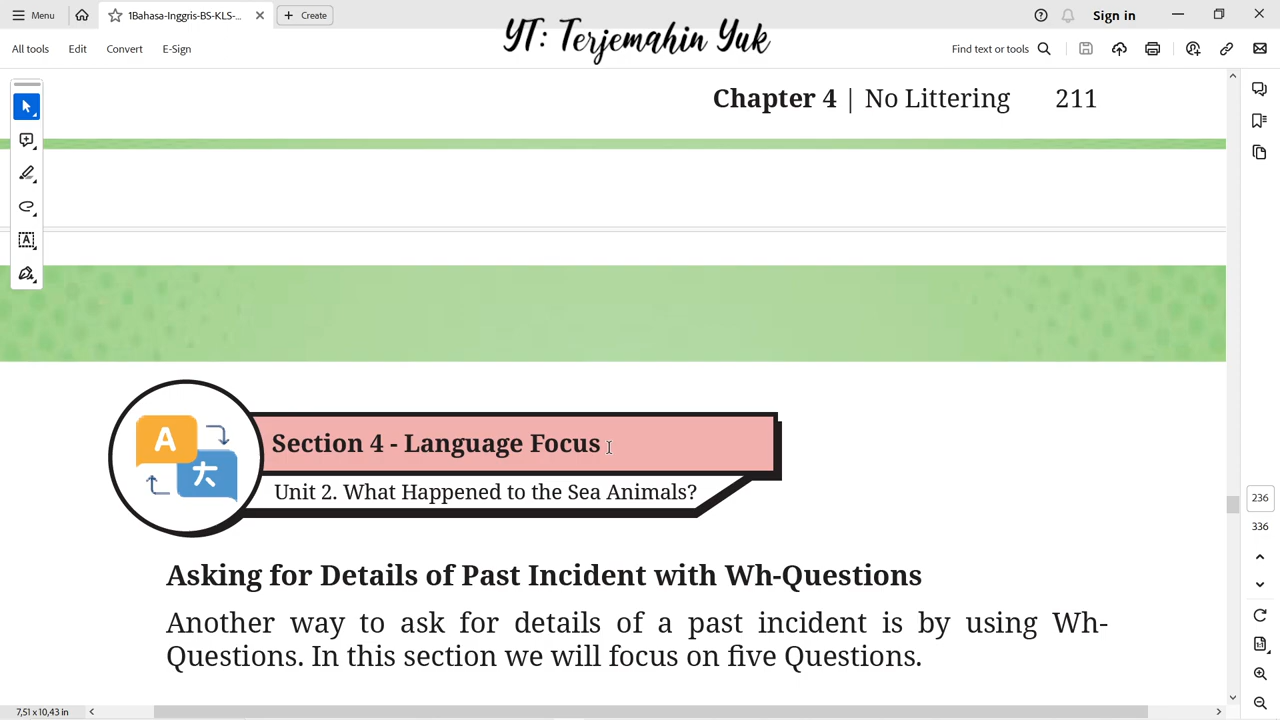 Menu
1Bahasa-Inggris-BS-KLS-...
Create
YT: Terjemahin Yuk
Sign in
All tools
Edit
Convert
E-Sign
Find text or tools
Chapter 4 | No Littering 211
A
Section 4 - Language Focus
Unit 2. What Happened to the Sea Animals?
Asking for Details of Past Incident with Wh-Questions
Another way to ask for details of a past incident is by using Wh-
Questions. In this section we will focus on five Questions.
236
336
7,51 x 10,43 in